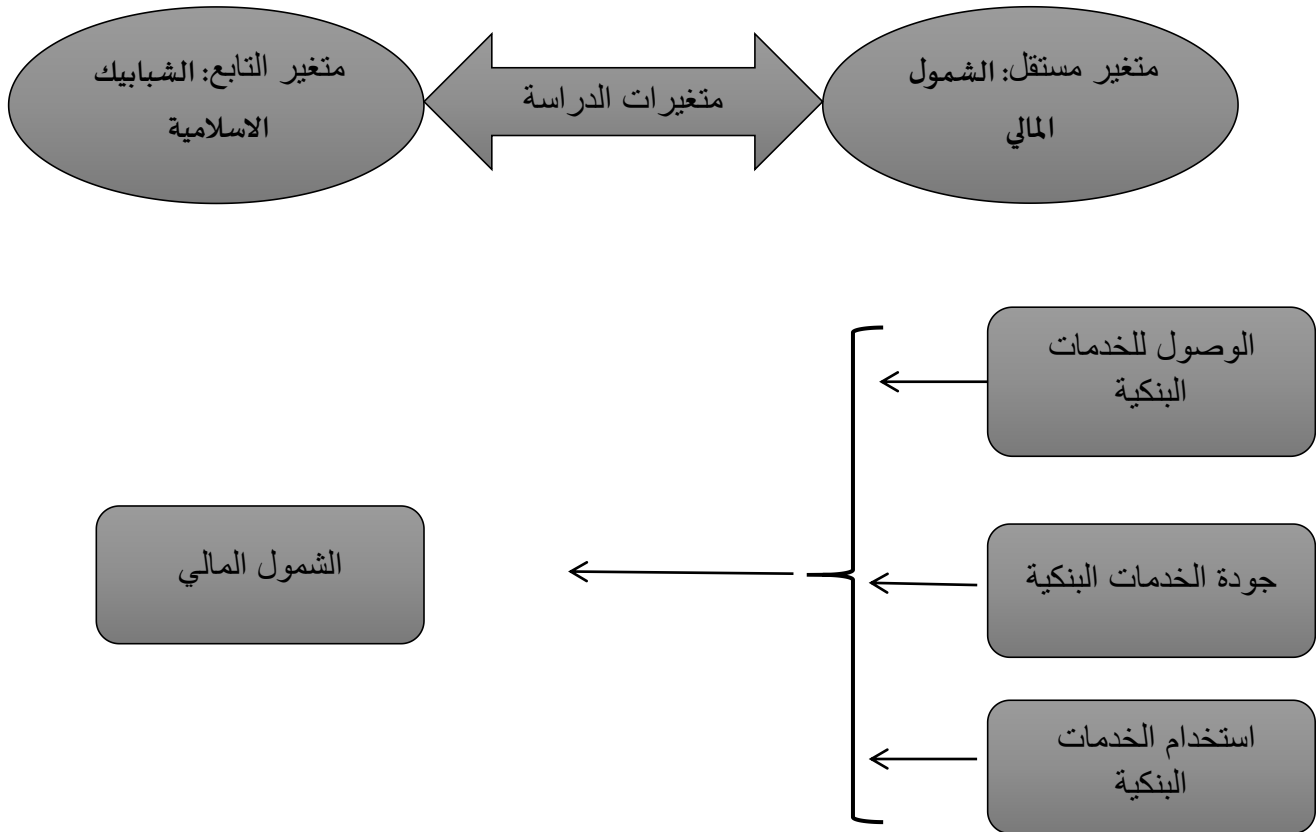 متغير مستقل: الشمول
المالي
متغيرات الدراسة
متغير التابع: الشبابيك
الاسلامية
الوصول للخدمات
البنكية
جودة الخدمات البنكية
الشمول المالي
استخدام الخدمات
البنكية